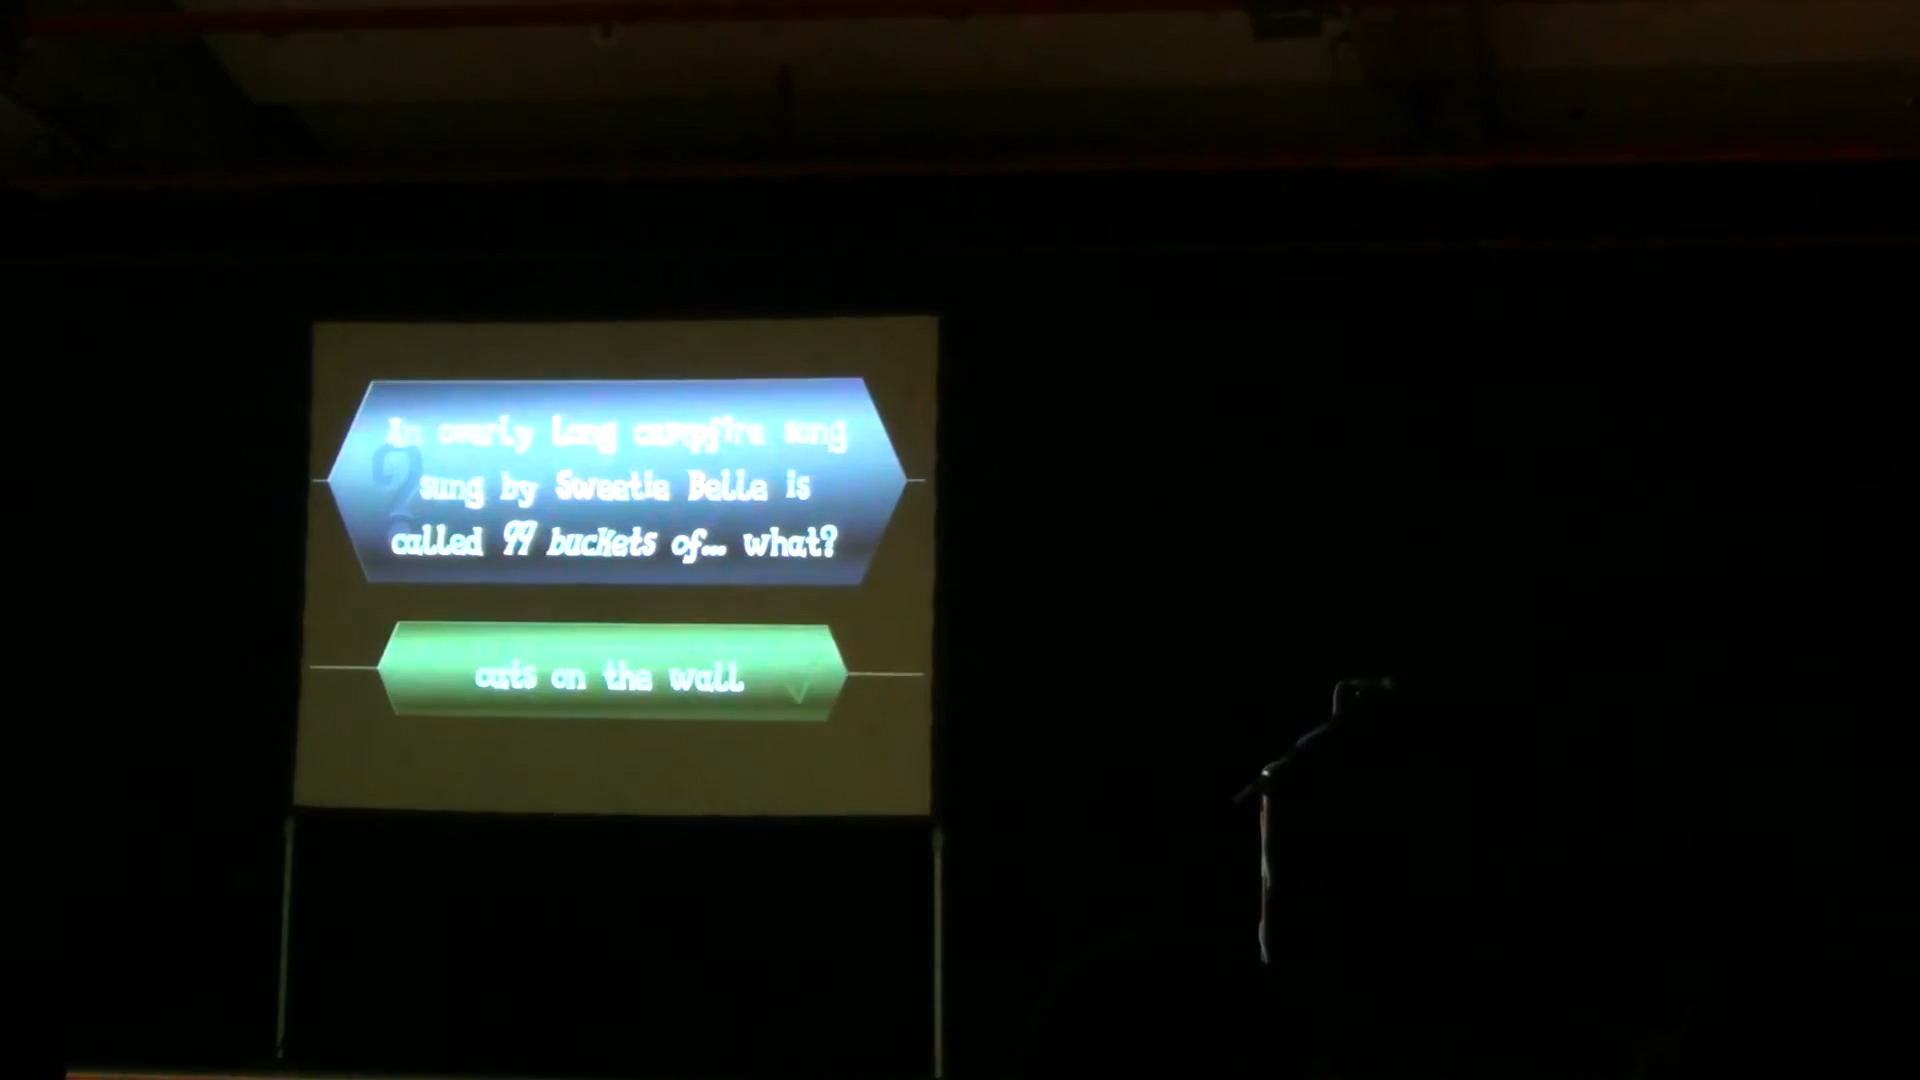 An overly long campfire song
sung by Sweetie Belle is
called 99 buckets of... what?
oats on the wall